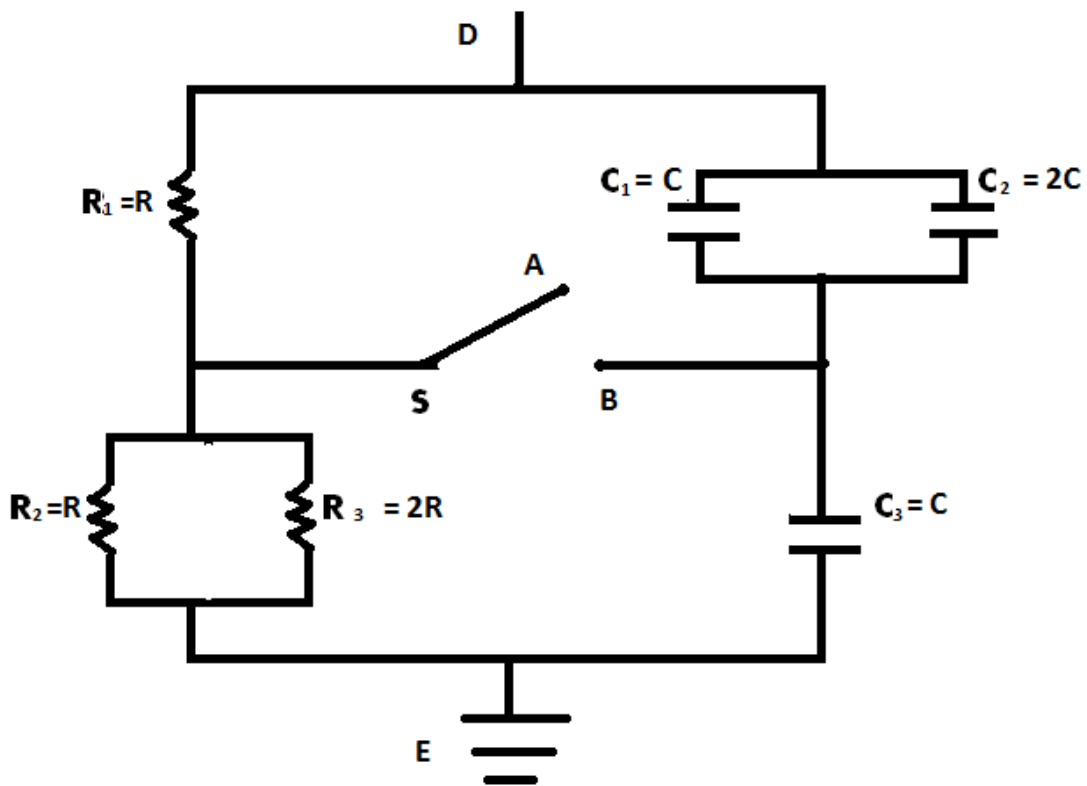 D
C₁ = C
C₂ = 2C
R₁ =R
A
S
B
R₂ =R
R ₃ = 2R
C₃ = C
E